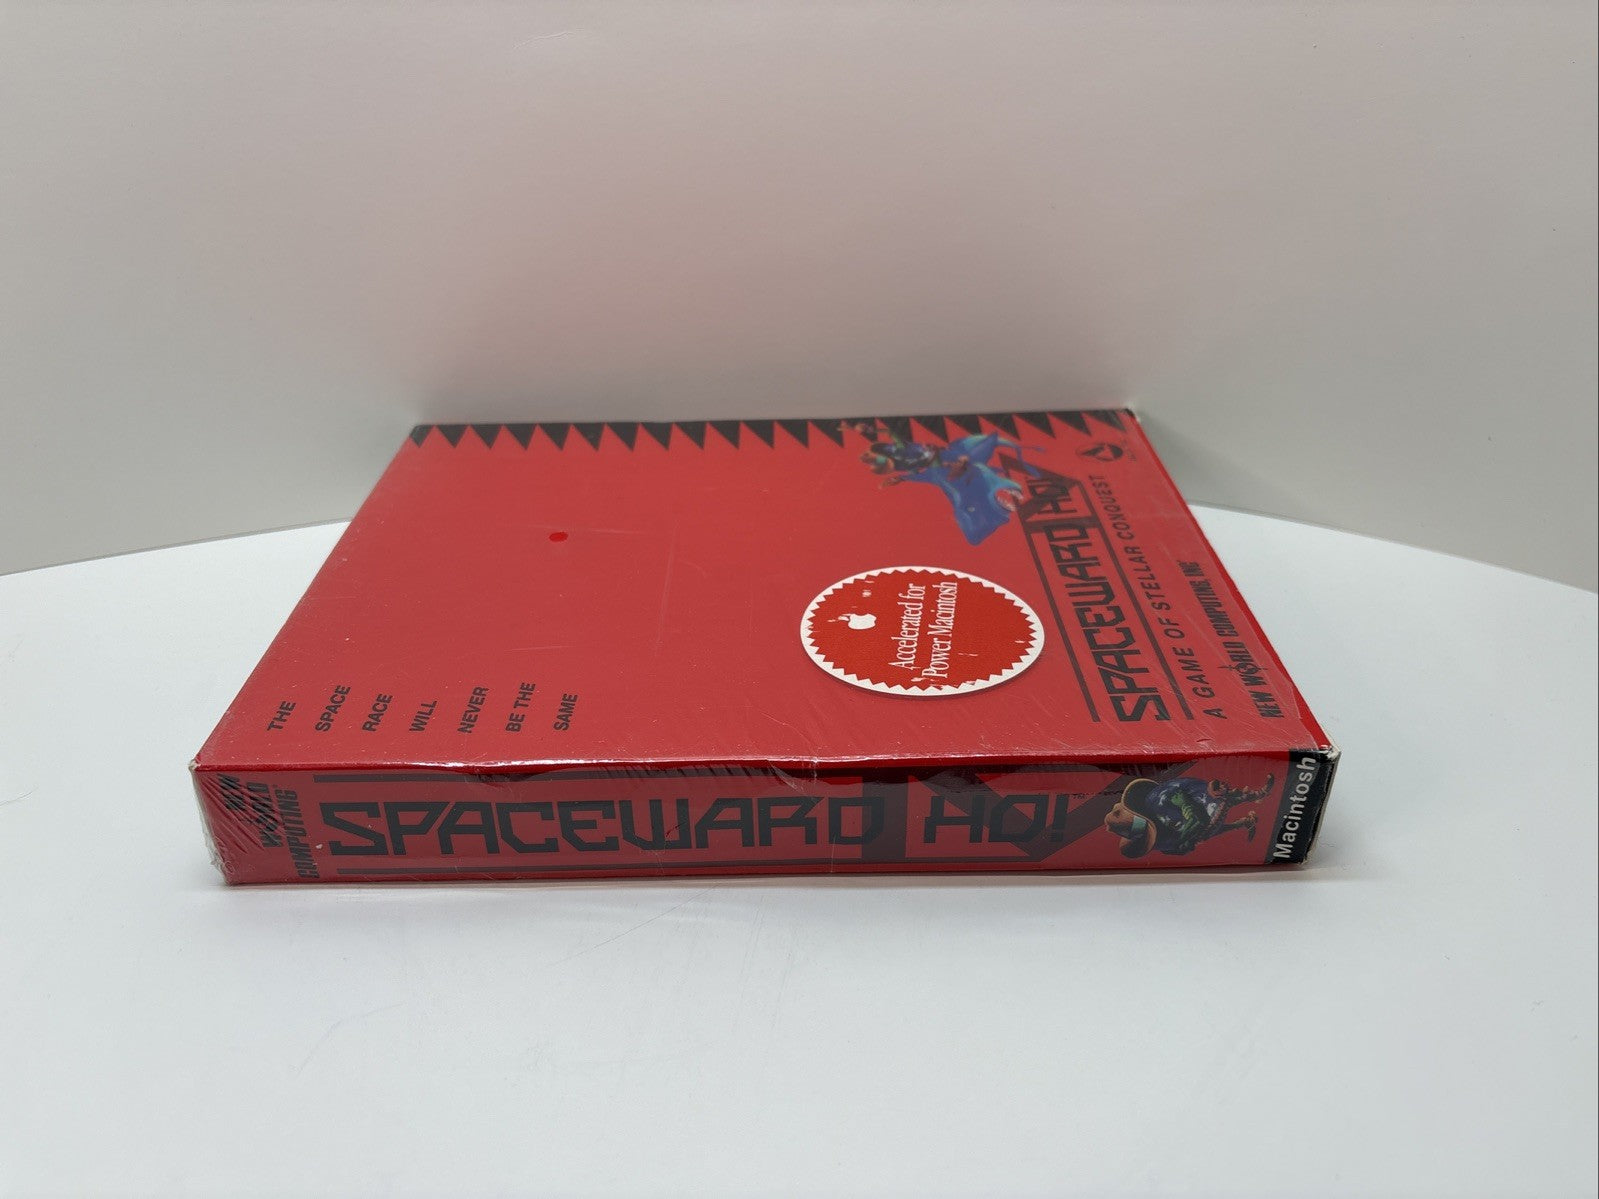 THE
SPACE
RACE
WILL
NEVER
BE THE
SAME
Accelerated for
Power Macintosh
SPACEWARD HO!
A GAME OF STELLAR CONQUEST
NEW WORLD COMPUTING, INC
NEW
WORLD
COMPUTING
SPACEWARD HO!
Macintosh